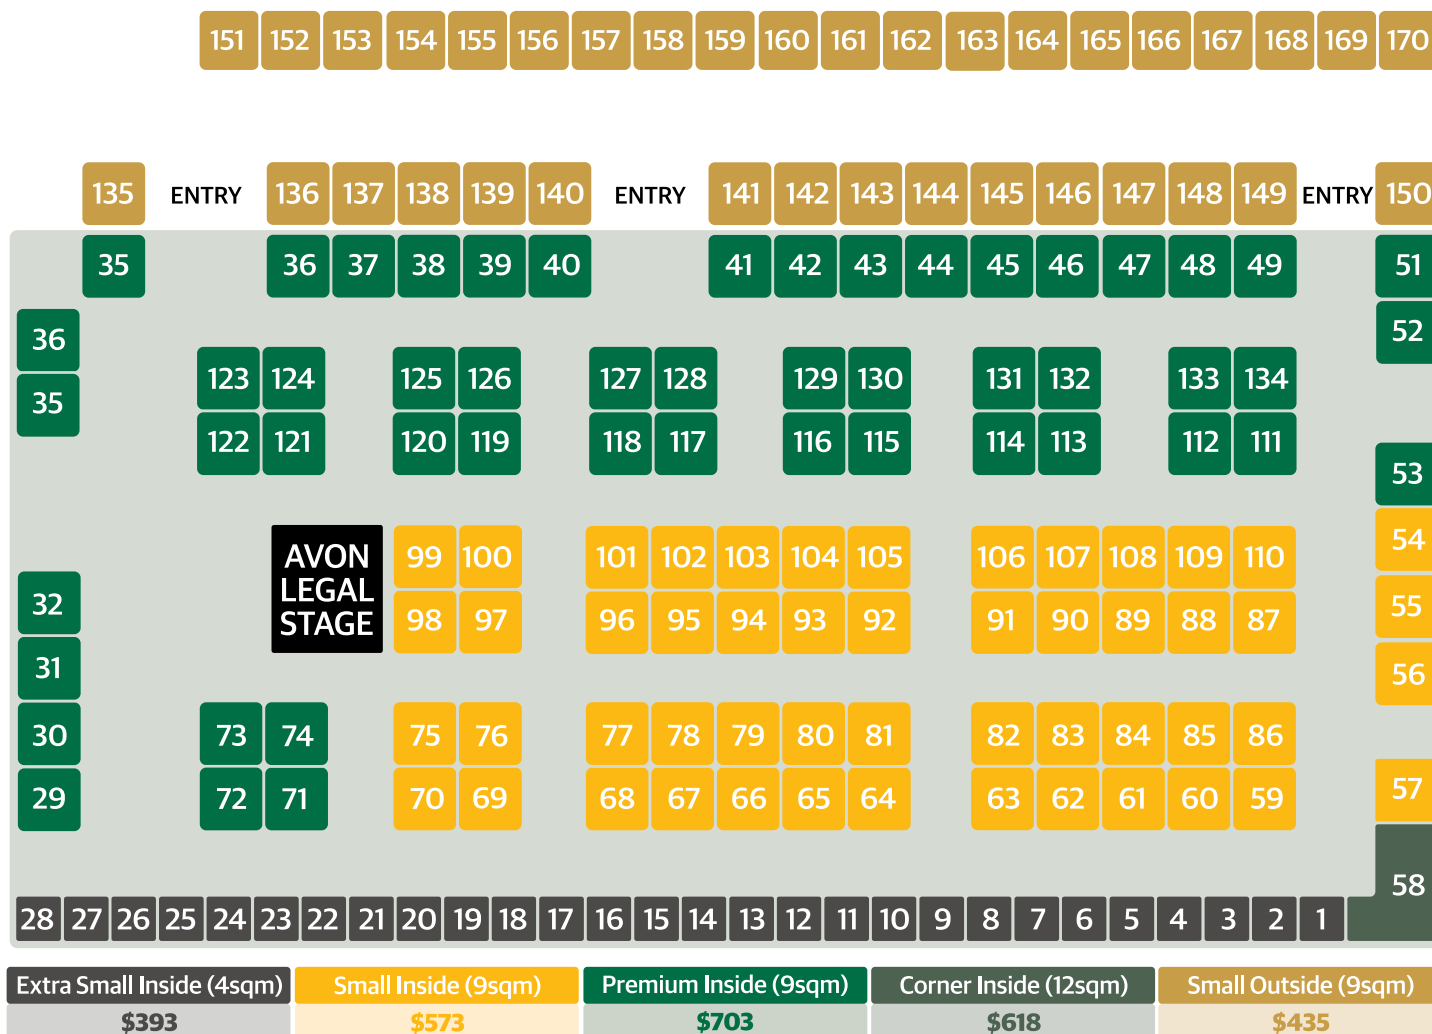 151 152 153 154 155 156 157 158 159 160 161 162 163 164 165 166 167 168 169 170
135 ENTRY 136 137 138 139 140 ENTRY 141 142 143 144 145 146 147 148 149 ENTRY 150
35 36 37 38 39 40 41 42 43 44 45 46 47 48 49 51
36 52
123 124 125 126 127 128 129 130 131 132 133 134
35
122 121 120 119 118 117 116 115 114 113 112 111
53
AVON
LEGAL
STAGE
99 100 101 102 103 104 105 106 107 108 109 110 54
32 98 97 96 95 94 93 92 91 90 89 88 87 55
31 56
30 73 74 75 76 77 78 79 80 81 82 83 84 85 86
29 72 71 70 69 68 67 66 65 64 63 62 61 60 59 57
58
28 27 26 25 24 23 22 21 20 19 18 17 16 15 14 13 12 11 10 9 8 7 6 5 4 3 2 1
Extra Small Inside (4sqm) Small Inside (9sqm) Premium Inside (9sqm) Corner Inside (12sqm) Small Outside (9sqm)
$393 $573 $703 $618 $435